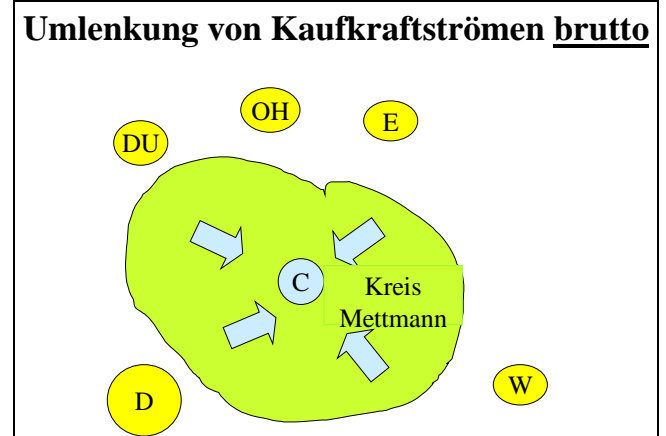 Umlenkung von Kaufkraftströmen brutto
OH
E
DU
C
Kreis
Mettmann
D
W